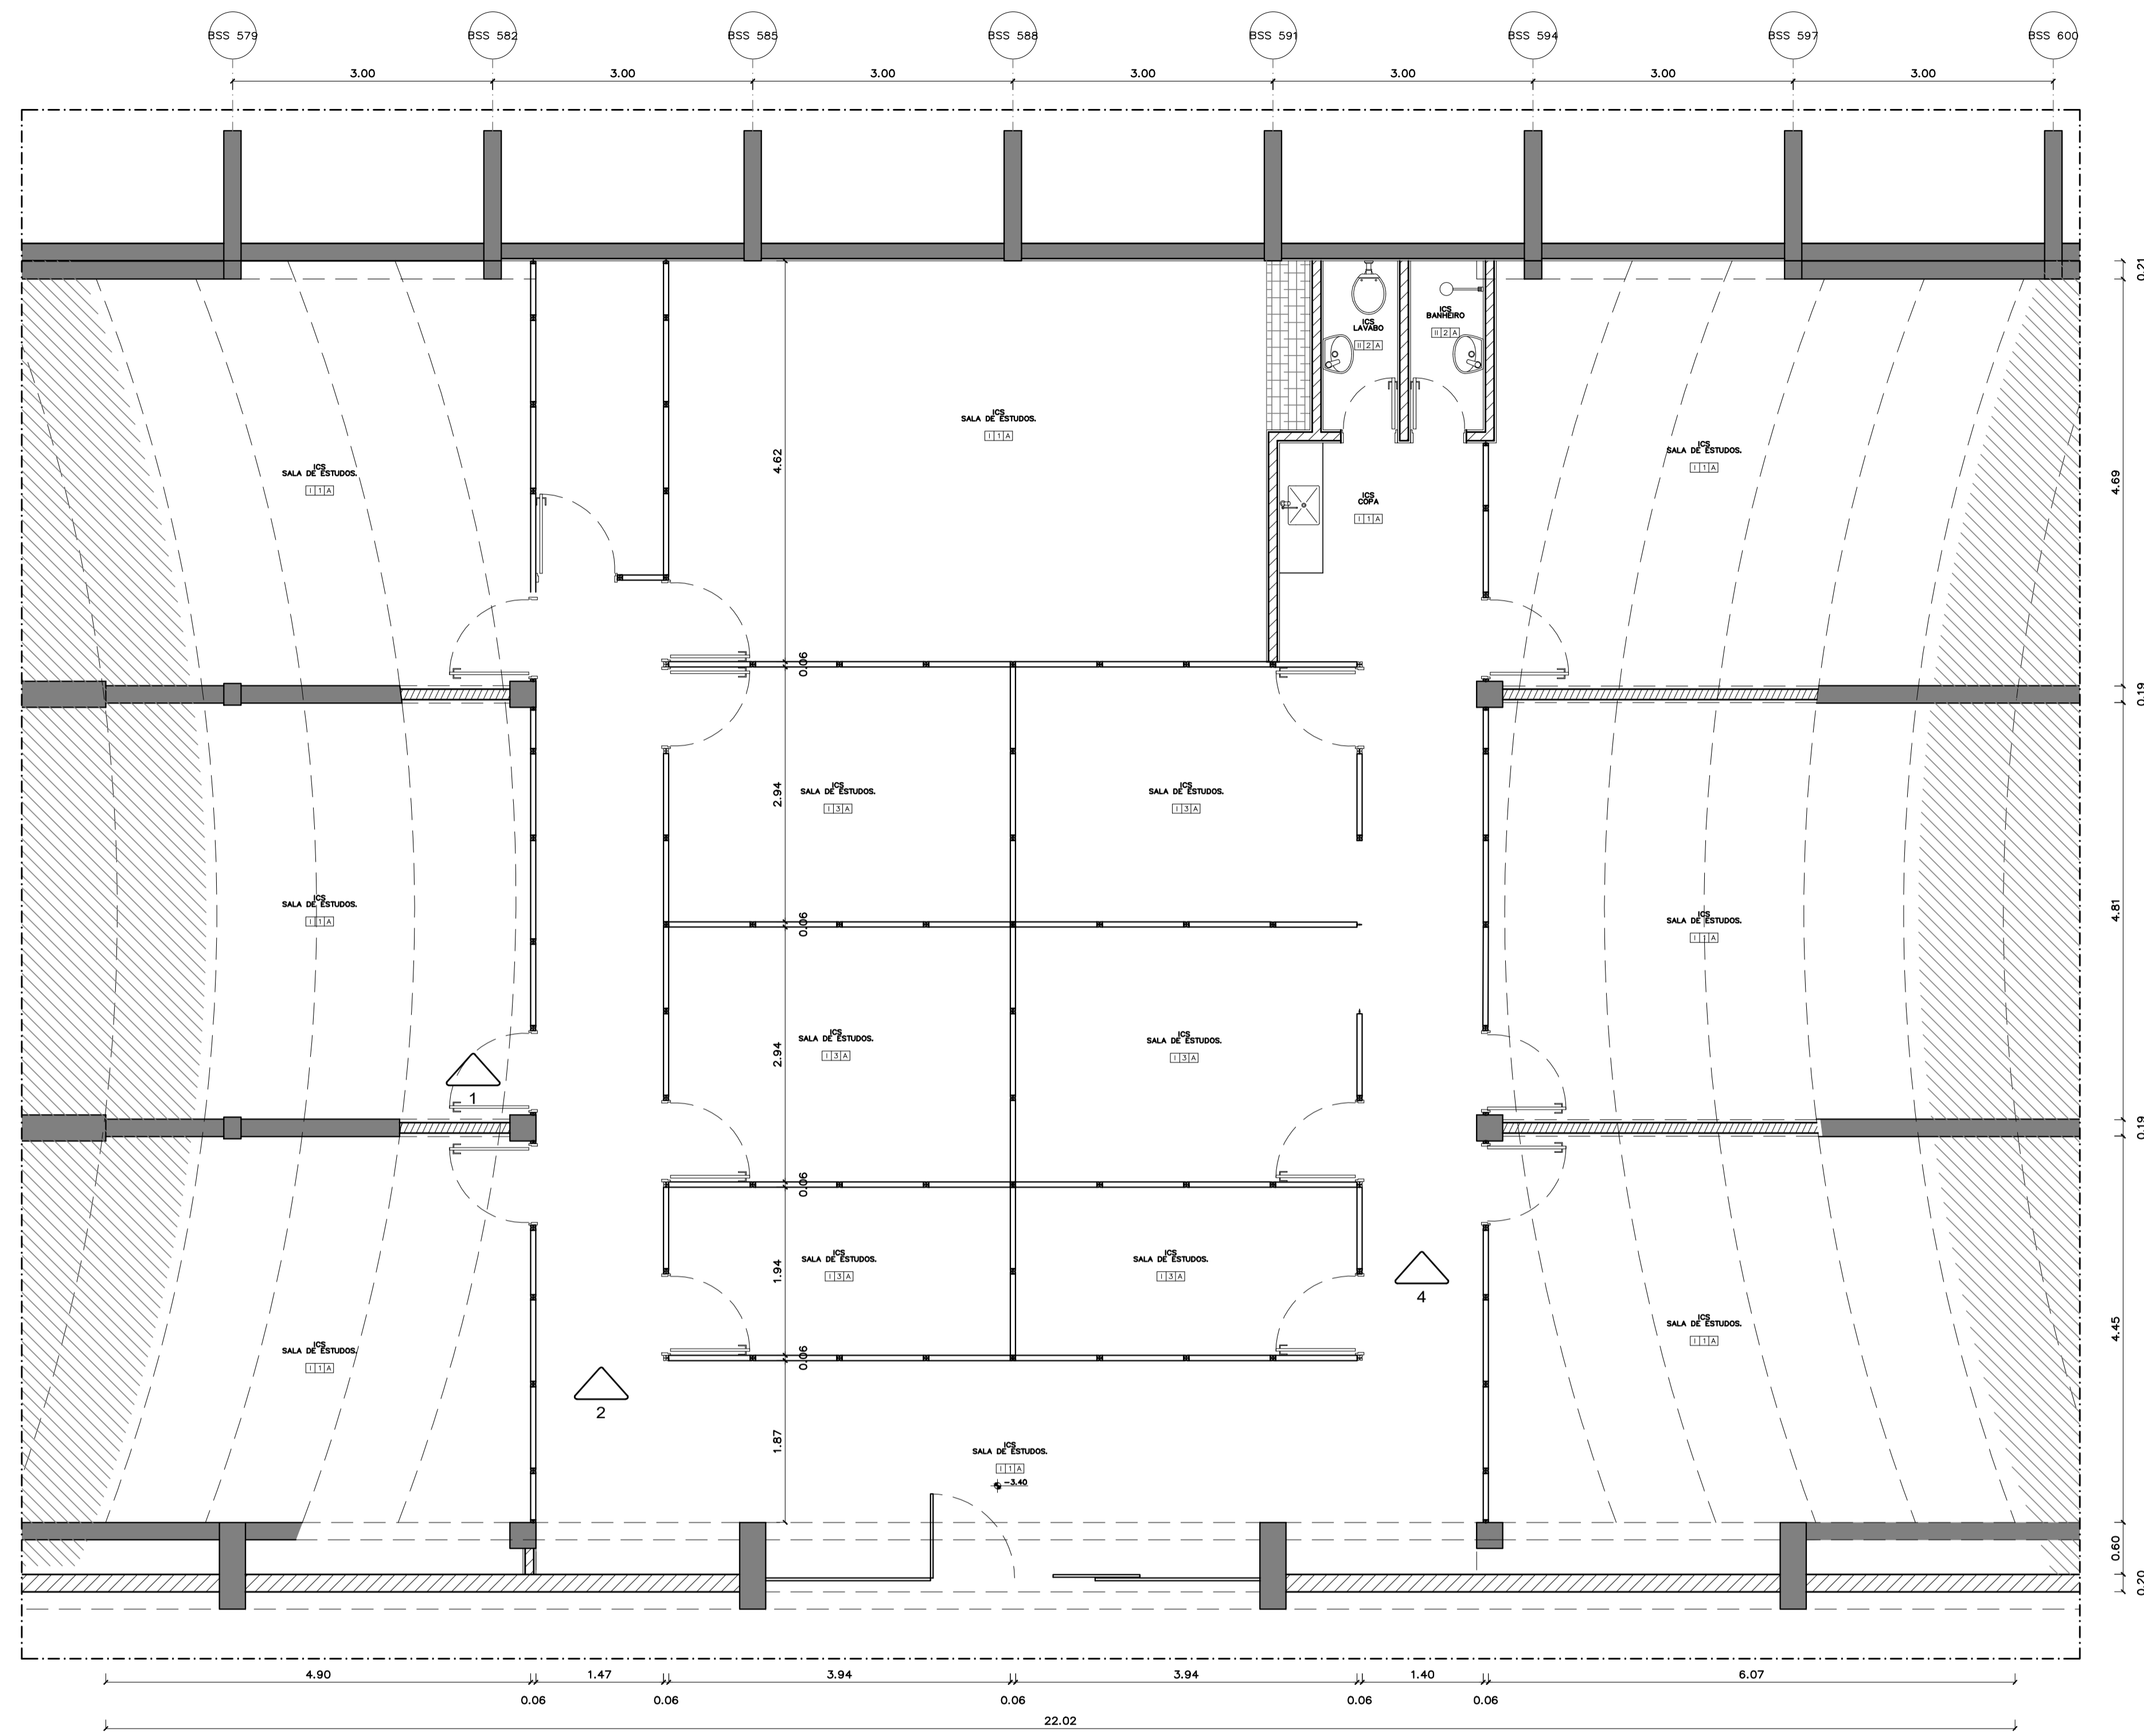 BSS 579
BSS 582
BSS 585
BSS 588
BSS 591
BSS 594
BSS 597
BSS 600
3.00
3.00
3.00
3.00
3.00
3.00
3.00
0.21
ICS
LAVABO
II 2 A
ICS
BANHEIRO
II 2 A
ICS
SALA DE ESTUDOS.
I 1 A
ICS
SALA DE ESTUDOS.
I 1 A
4.62
ICS
COPA
I 1 A
ICS
SALA DE ESTUDOS.
I 1 A
4.69
0.06
0.19
ICS
SALA DE ESTUDOS.
I 3 A
ICS
SALA DE ESTUDOS.
I 3 A
2.94
ICS
SALA DE ESTUDOS.
I 1 A
0.06
ICS
SALA DE ESTUDOS.
I 1 A
4.81
ICS
SALA DE ESTUDOS.
I 3 A
2.94
ICS
SALA DE ESTUDOS.
I 3 A
1
0.19
0.06
ICS
SALA DE ESTUDOS.
I 3 A
1.94
ICS
SALA DE ESTUDOS.
I 3 A
4
ICS
SALA DE ESTUDOS.
I 1 A
0.06
ICS
SALA DE ESTUDOS.
I 1 A
4.45
2
1.87
ICS
SALA DE ESTUDOS.
I 1 A
-3.40
0.60
0.20
4.90
1.47
3.94
3.94
1.40
6.07
0.06
0.06
0.06
0.06
0.06
22.02